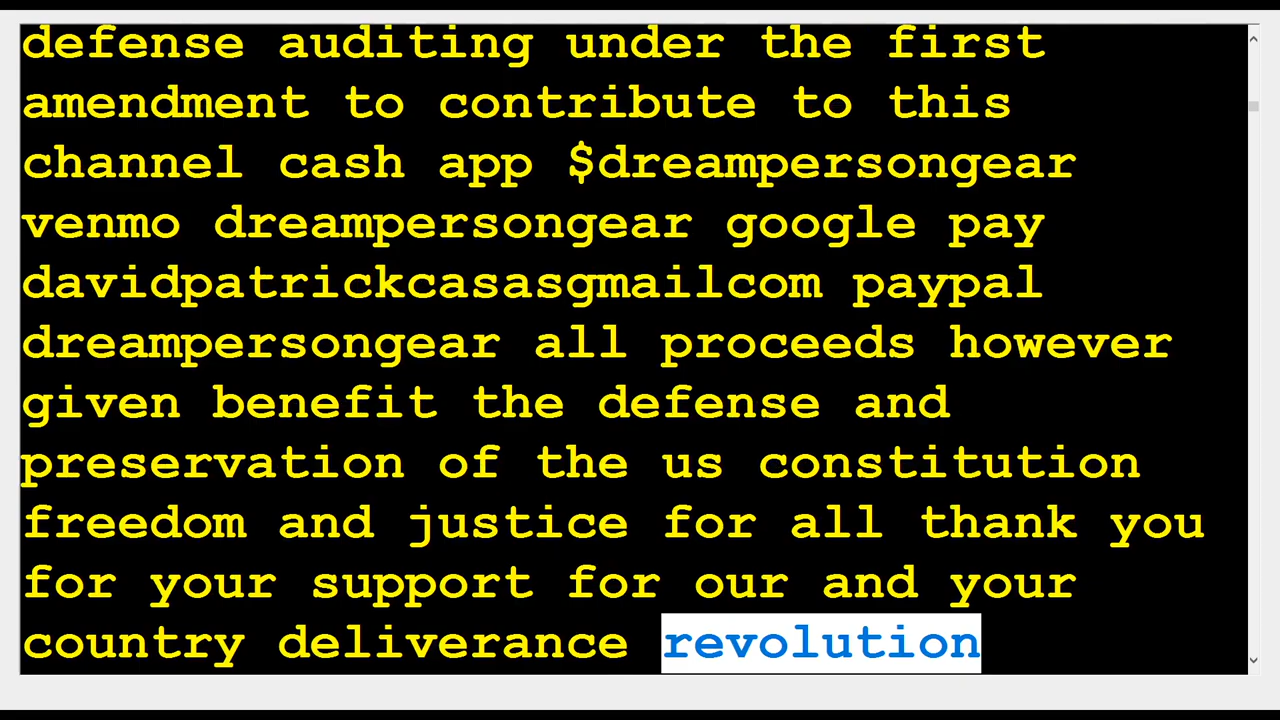 defense auditing under the first
amendment to contribute to this
channel cash app $dreampersongear
venmo dreampersongear google pay
davidpatrickcasasgmailcom paypal
dreampersongear all proceeds however
given benefit the defense and
preservation of the us constitution
freedom and justice for all thank you
for your support for our and your
country deliverance revolution